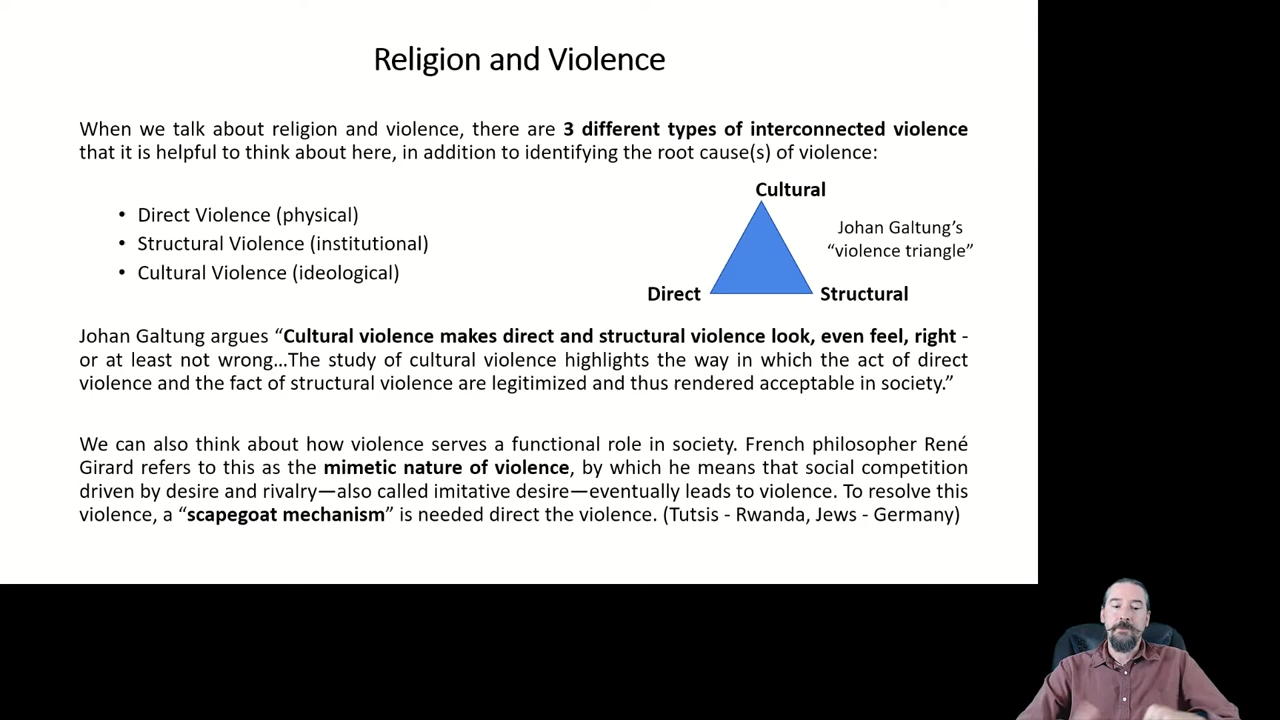 Religion and Violence
When we talk about religion and violence, there are 3 different types of interconnected violence
that it is helpful to think about here, in addition to identifying the root cause(s) of violence:
• Direct Violence (physical)
• Structural Violence (institutional)
• Cultural Violence (ideological)
Cultural
Johan Galtung’s
“violence triangle”
Direct
Structural
Johan Galtung argues “Cultural violence makes direct and structural violence look, even feel, right -
or at least not wrong…The study of cultural violence highlights the way in which the act of direct
violence and the fact of structural violence are legitimized and thus rendered acceptable in society.”
We can also think about how violence serves a functional role in society. French philosopher René
Girard refers to this as the mimetic nature of violence, by which he means that social competition
driven by desire and rivalry—also called imitative desire—eventually leads to violence. To resolve this
violence, a “scapegoat mechanism” is needed direct the violence. (Tutsis - Rwanda, Jews - Germany)